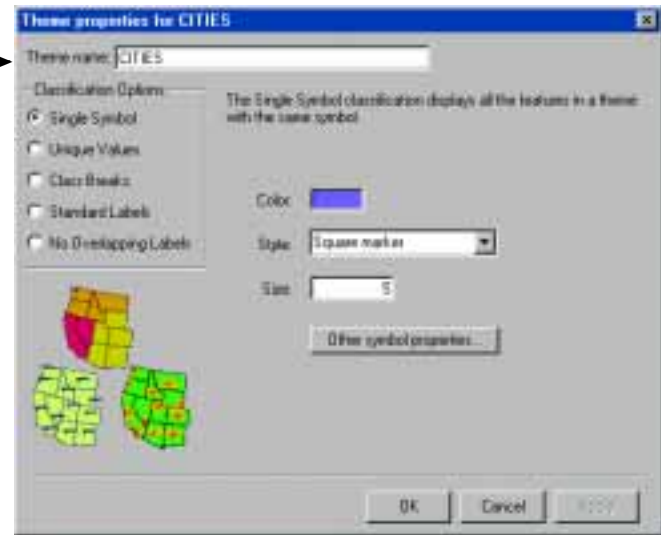 Theme properties for CITIES
Theme name: CITIES
Classification Options
Single Symbol
Unique Values
Class Breaks
Standard Labels
No Overlapping Labels
The Single Symbol classification displays all the features in a theme
with the same symbol
Color:
Style: Square marker
Size: 5
Other symbol properties...
OK Cancel Apply